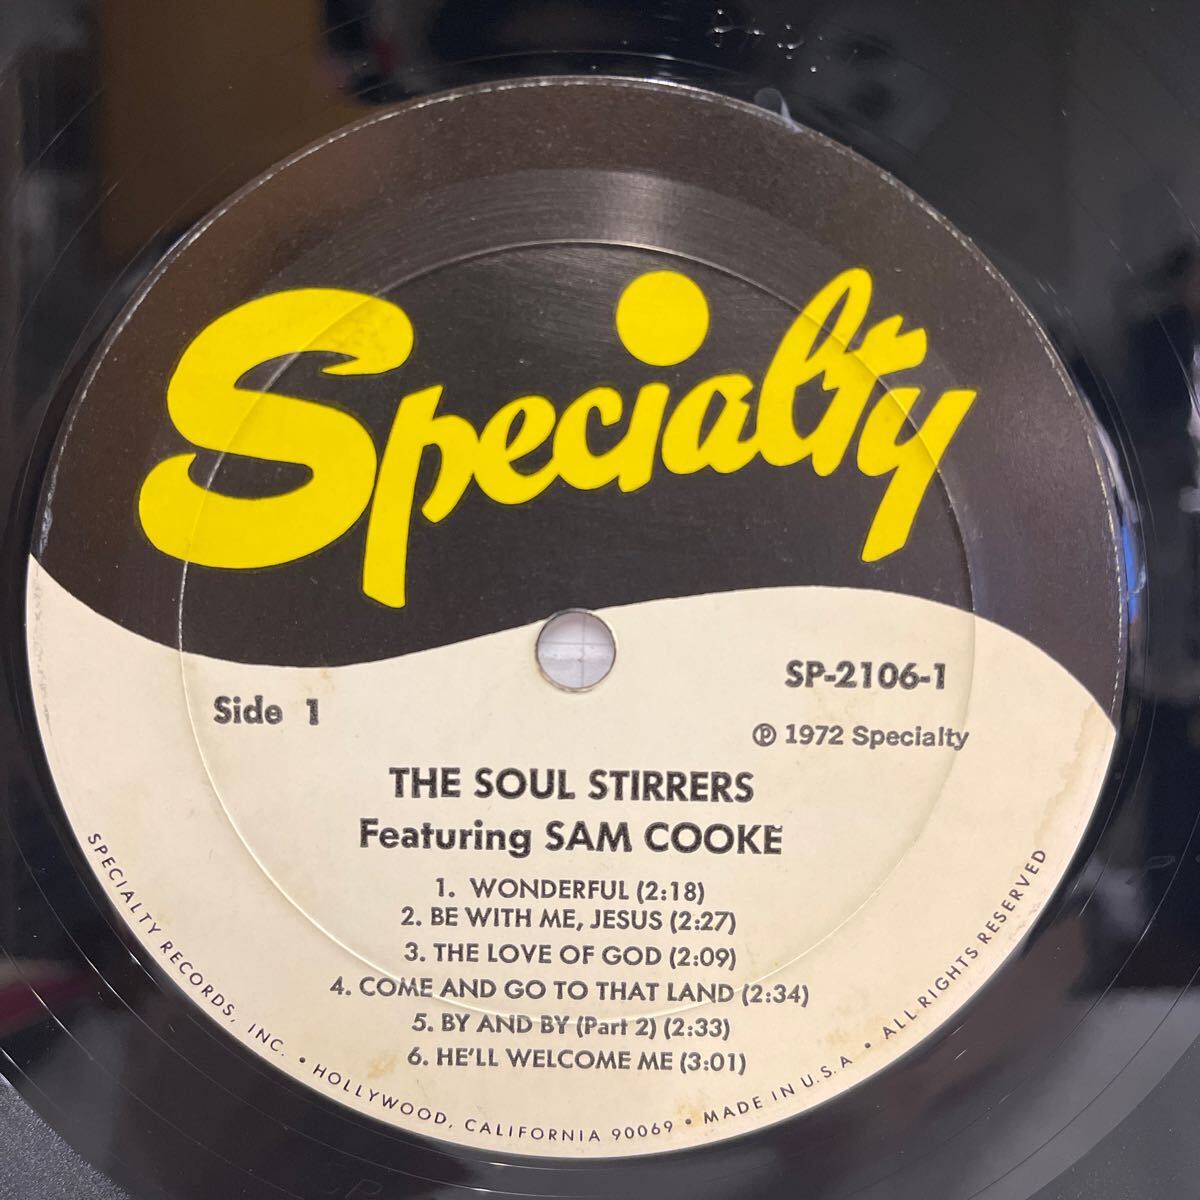 Specialty
Side 1
SP-2106-1
℗ 1972 Specialty
THE SOUL STIRRERS
Featuring SAM COOKE
1. WONDERFUL (2:18)
2. BE WITH ME, JESUS (2:27)
3. THE LOVE OF GOD (2:09)
4. COME AND GO TO THAT LAND (2:34)
5. BY AND BY (Part 2) (2:33)
6. HE'LL WELCOME ME (3:01)
SPECIALTY RECORDS, INC. • HOLLYWOOD, CALIFORNIA 90069 • MADE IN U.S.A • ALL RIGHTS RESERVED